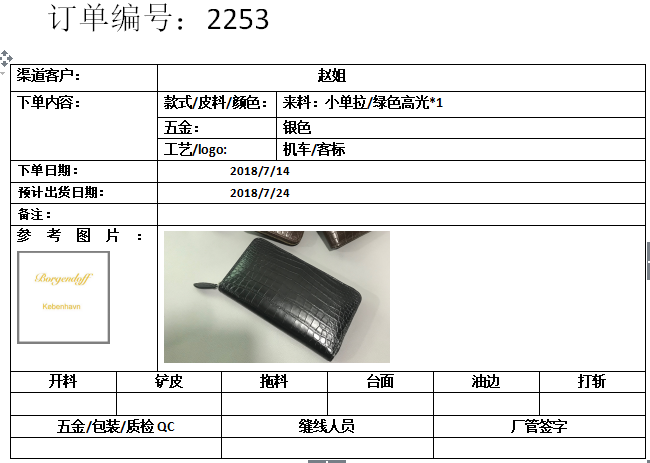 订单编号：2253
渠道客户： 赵姐
下单内容： 款式/皮料/颜色： 来料：小单拉/绿色高光*1
五金： 银色
工艺/logo: 机车/客标
下单日期： 2018/7/14
预计出货日期： 2018/7/24
备注：
参考图片：
Borgendoff
København
开料 铲皮 拖料 台面 油边 打斩
五金/包装/质检 QC 缝线人员 厂管签字